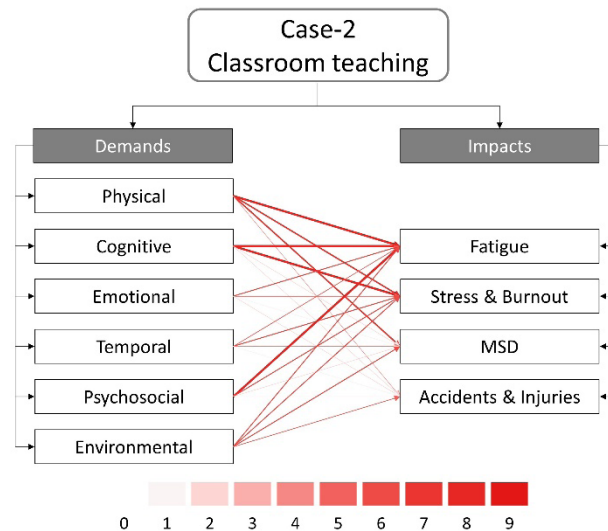 Case-2
Classroom teaching
Demands
Impacts
Physical
Cognitive
Fatigue
Emotional
Stress & Burnout
Temporal
MSD
Psychosocial
Accidents & Injuries
Environmental
0 1 2 3 4 5 6 7 8 9